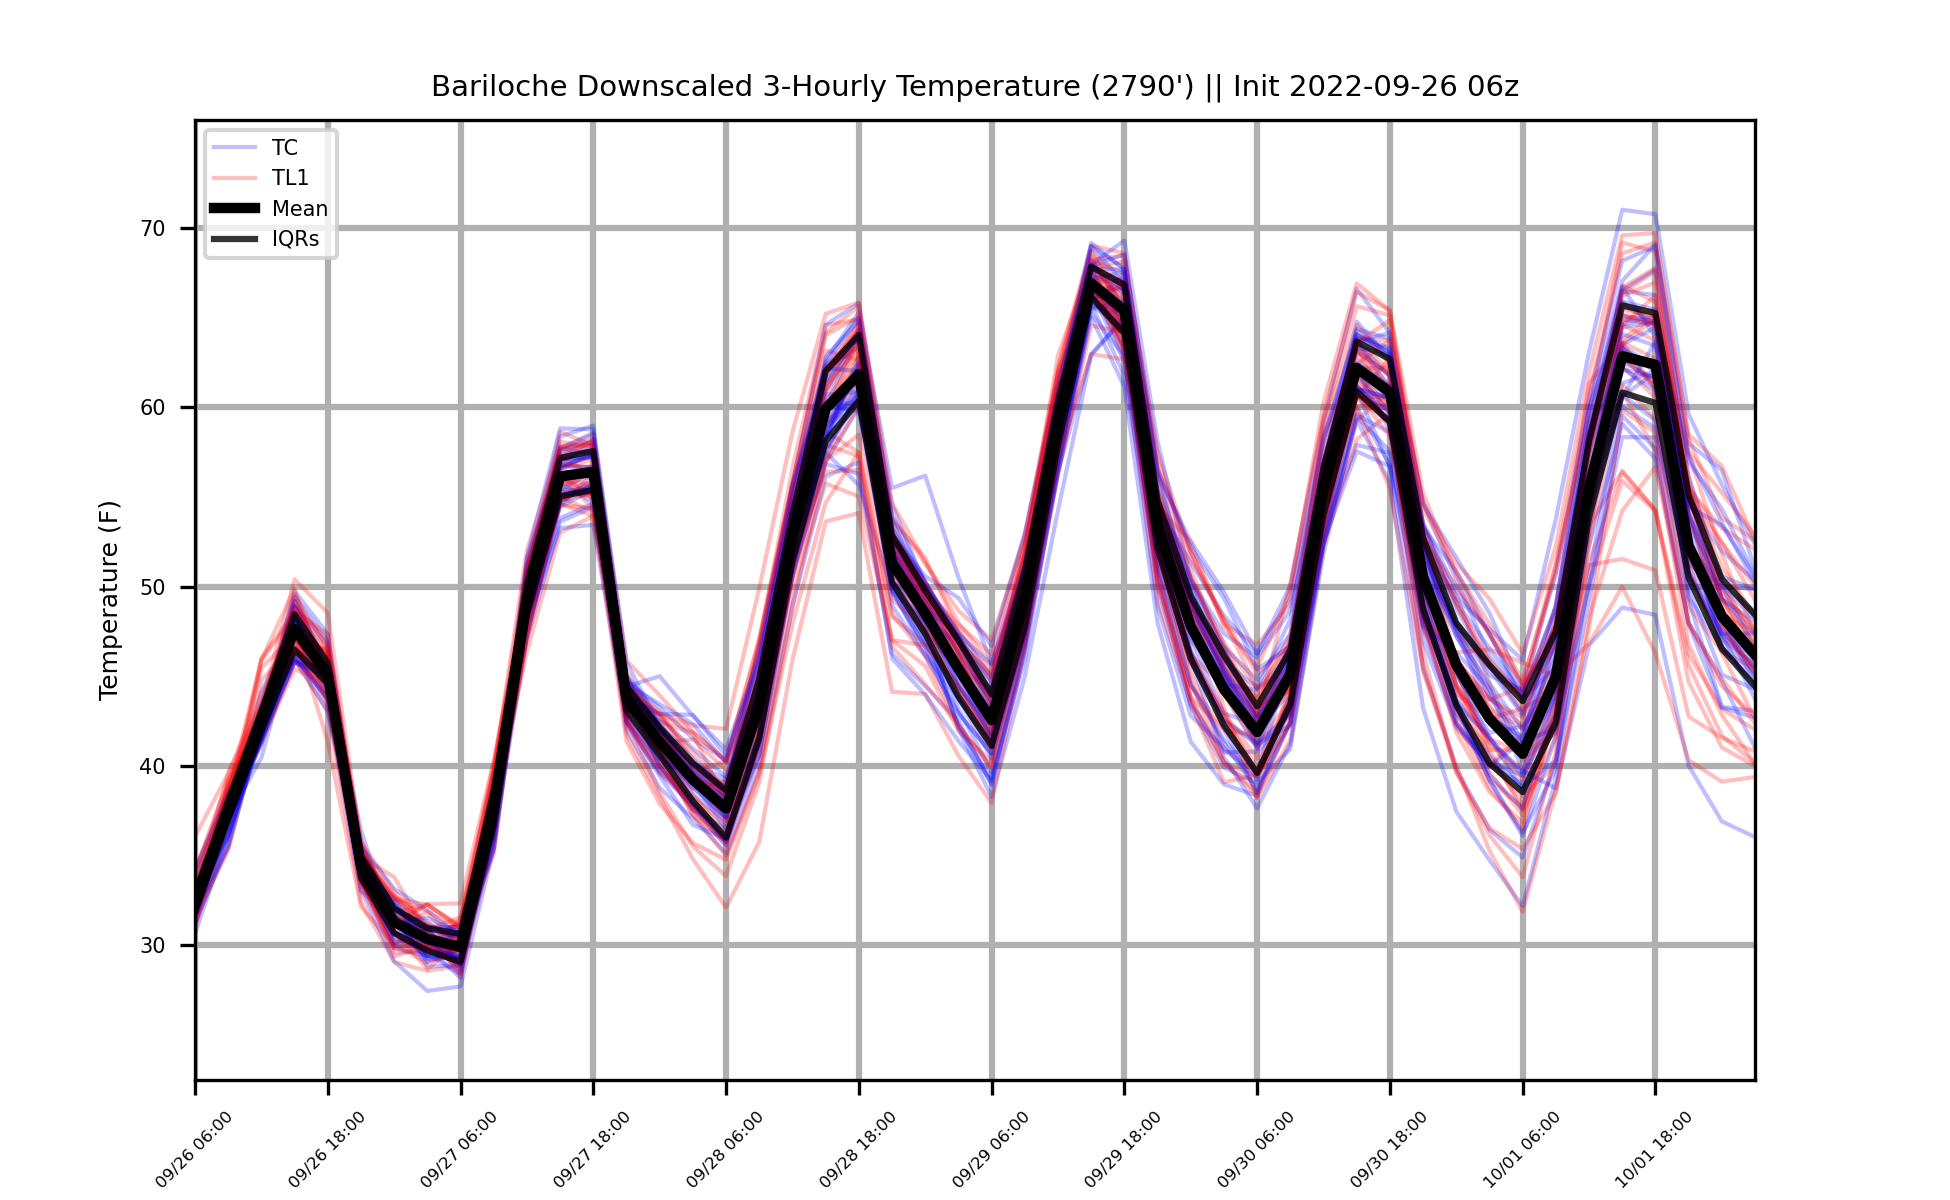 Bariloche Downscaled 3-Hourly Temperature (2790') || Init 2022-09-26 06z
TC
TL1
Mean
IQRs
Temperature (F)
70
60
50
40
30
09/26 06:00
09/26 18:00
09/27 06:00
09/27 18:00
09/28 06:00
09/28 18:00
09/29 06:00
09/29 18:00
09/30 06:00
09/30 18:00
10/01 06:00
10/01 18:00